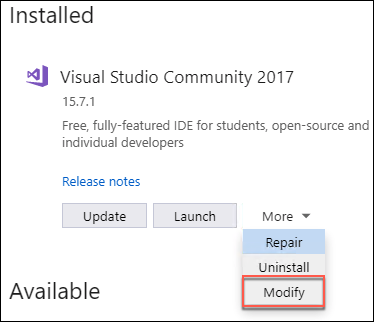 Installed
Visual Studio Community 2017
15.7.1
Free, fully-featured IDE for students, open-source and
individual developers
Release notes
Update Launch More
Repair
Uninstall
Available
Modify